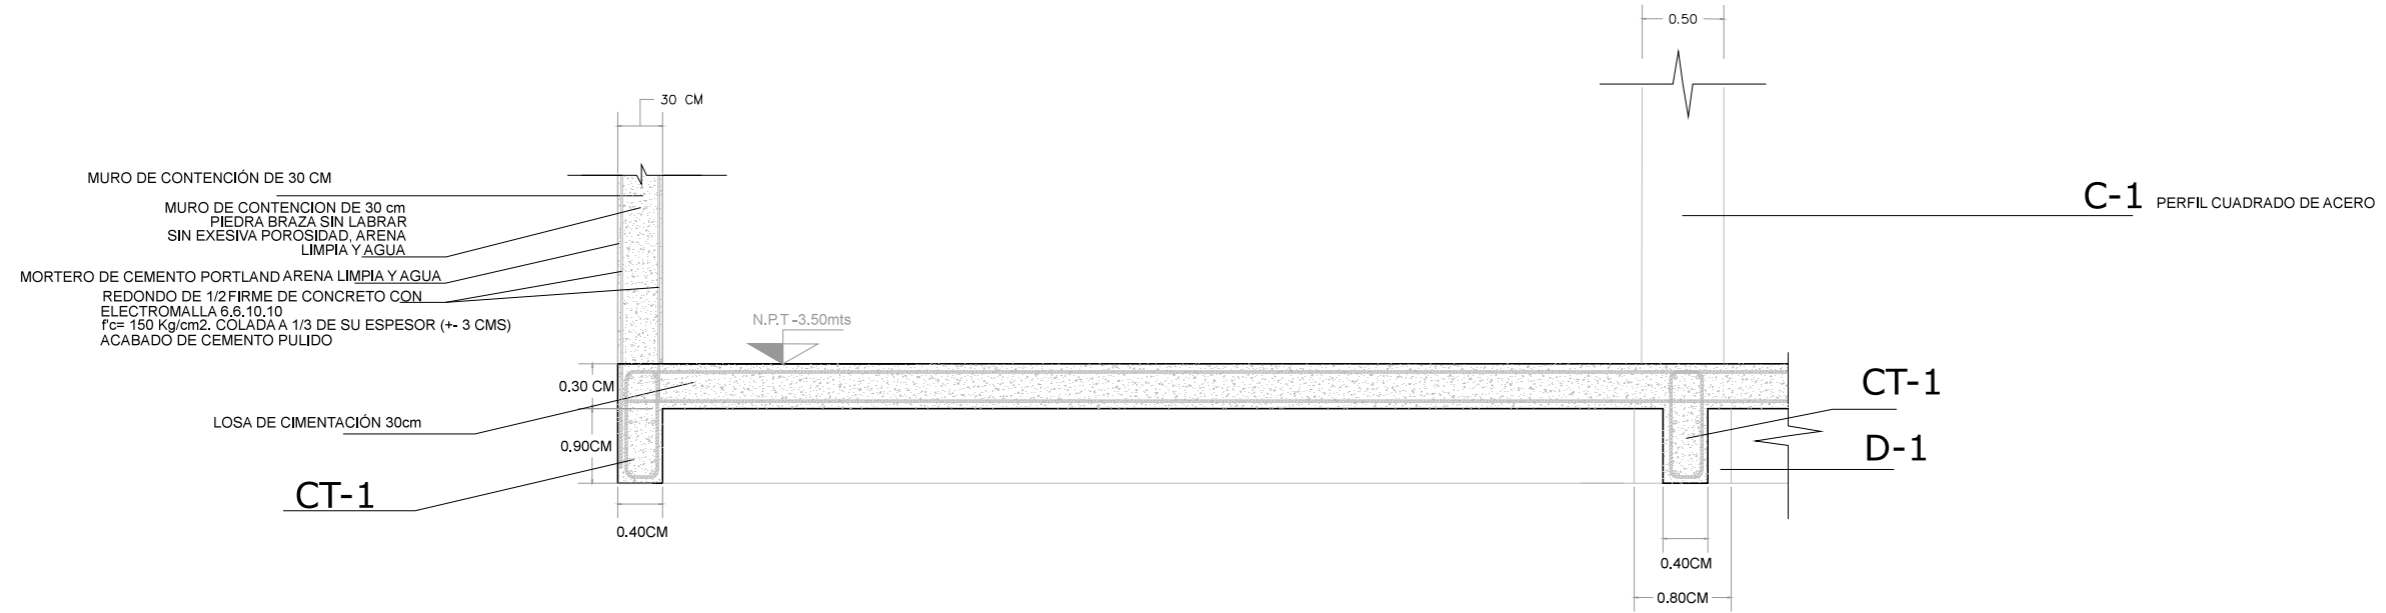 0.50
30 CM
MURO DE CONTENCIÓN DE 30 CM
MURO DE CONTENCION DE 30 cm
PIEDRA BRAZA SIN LABRAR
SIN EXESIVA POROSIDAD, ARENA
LIMPIA Y AGUA
MORTERO DE CEMENTO PORTLAND ARENA LIMPIA Y AGUA
REDONDO DE 1/2 FIRME DE CONCRETO CON
ELECTROMALLA 6.6.10.10
f'c= 150 Kg/cm2. COLADA A 1/3 DE SU ESPESOR (+- 3 CMS)
ACABADO DE CEMENTO PULIDO
C-1 PERFIL CUADRADO DE ACERO
N.P.T -3.50mts
0.30 CM
LOSA DE CIMENTACIÓN 30cm
0.90CM
CT-1
0.40CM
CT-1
D-1
0.40CM
0.80CM